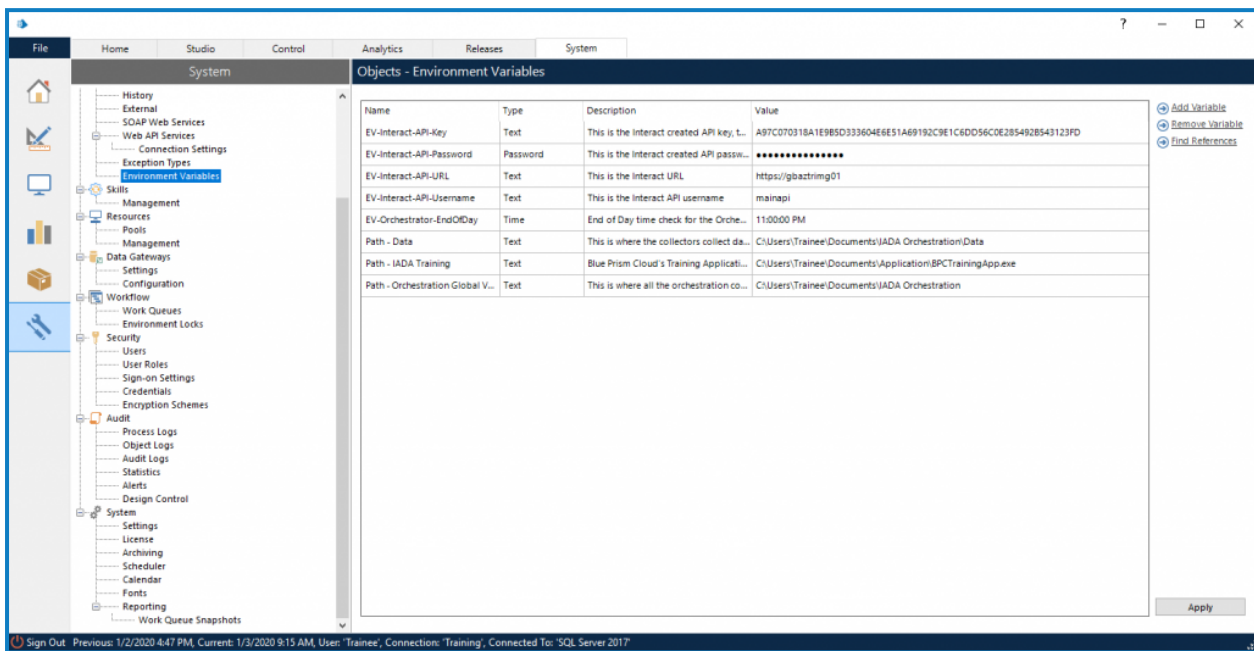 ?
File Home Studio Control Analytics Releases System
System
Objects - Environment Variables
History
External
SOAP Web Services
Web API Services
Connection Settings
Exception Types
Environment Variables
Skills
Management
Resources
Pools
Management
Data Gateways
Settings
Configuration
Workflow
Work Queues
Environment Locks
Security
Users
User Roles
Sign-on Settings
Credentials
Encryption Schemes
Audit
Process Logs
Object Logs
Audit Logs
Statistics
Alerts
Design Control
System
Settings
License
Archiving
Scheduler
Calendar
Fonts
Reporting
Work Queue Snapshots
Name Type Description Value
EV-Interact-API-Key Text This is the Interact created API key, t... A97C070318A1E9B5D333604E6E51A69192C9E1C6DD56C0E2B5492B543123FD
EV-Interact-API-Password Password This is the Interact created API passw... ●●●●●●●●●●●●●●●
EV-Interact-API-URL Text This is the Interact URL https://gbaztrimg01
EV-Interact-API-Username Text This is the Interact API username mainapi
EV-Orchestrator-EndOfDay Time End of Day time check for the Orche... 11:00:00 PM
Path - Data Text This is where the collectors collect da... C:\Users\Trainee\Documents\IADA Orchestration\Data
Path - IADA Training Text Blue Prism Cloud's Training Applicati... C:\Users\Trainee\Documents\Application\BPCTrainingApp.exe
Path - Orchestration Global V... Text This is where all the orchestration co... C:\Users\Trainee\Documents\IADA Orchestration
Add Variable
Remove Variable
Find References
Apply
Sign Out Previous: 1/2/2020 4:47 PM, Current: 1/3/2020 9:15 AM, User: 'Trainee', Connection: 'Training', Connected To: 'SQL Server 2017'